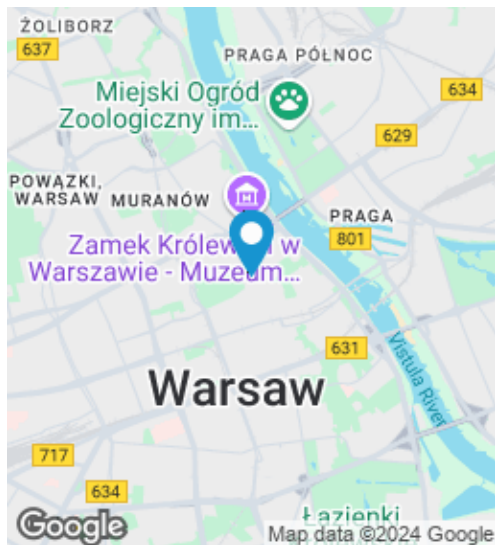 ŻOLIBORZ
637
PRAGA PÓŁNOC
Miejski Ogród
Zoologiczny im...
634
629
POWĄZKI,
WARSAW
MURANÓW
PRAGA
801
Zamek Królew w
Warszawie - Muzeum...
631
Warsaw
Vistula River
717
634
Łazienki
Google
Map data ©2024 Google